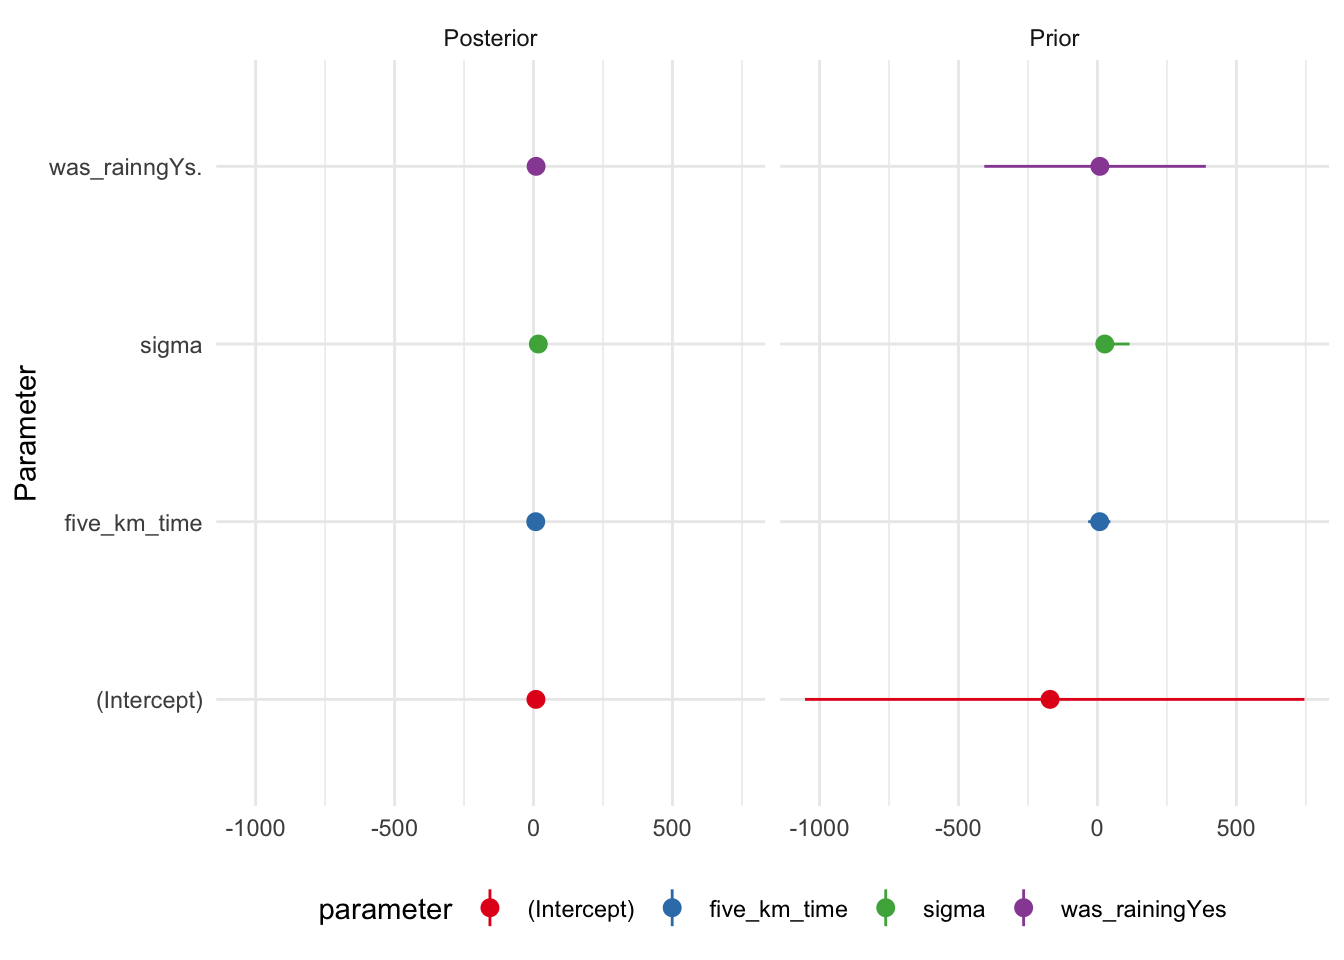 Posterior Prior
was_rainngYs.
sigma
five_km_time
(Intercept)
Parameter
-1000 -500 0 500 -1000 -500 0 500
parameter (Intercept) five_km_time sigma was_rainingYes